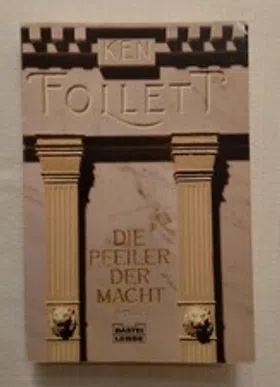 KEN
FOLLETT
DIE
PFEILER
DER
MACHT
BASTEI
LÜBBE